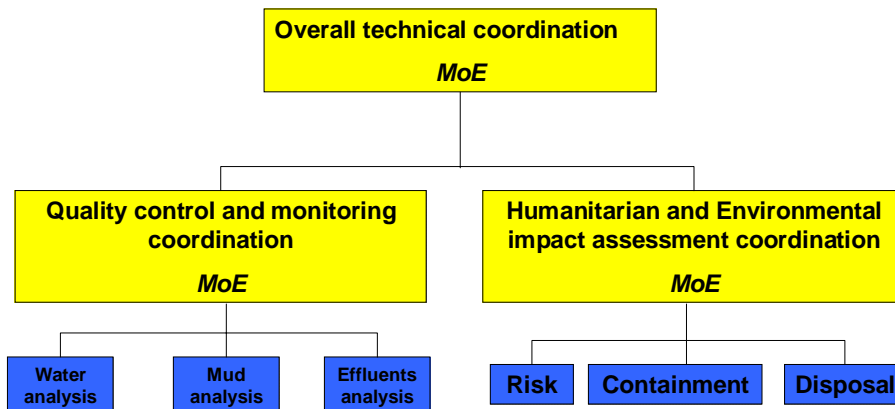 Overall technical coordination
MoE
Quality control and monitoring
coordination
MoE
Humanitarian and Environmental
impact assessment coordination
MoE
Water
analysis
Mud
analysis
Effluents
analysis
Risk
Containment
Disposal